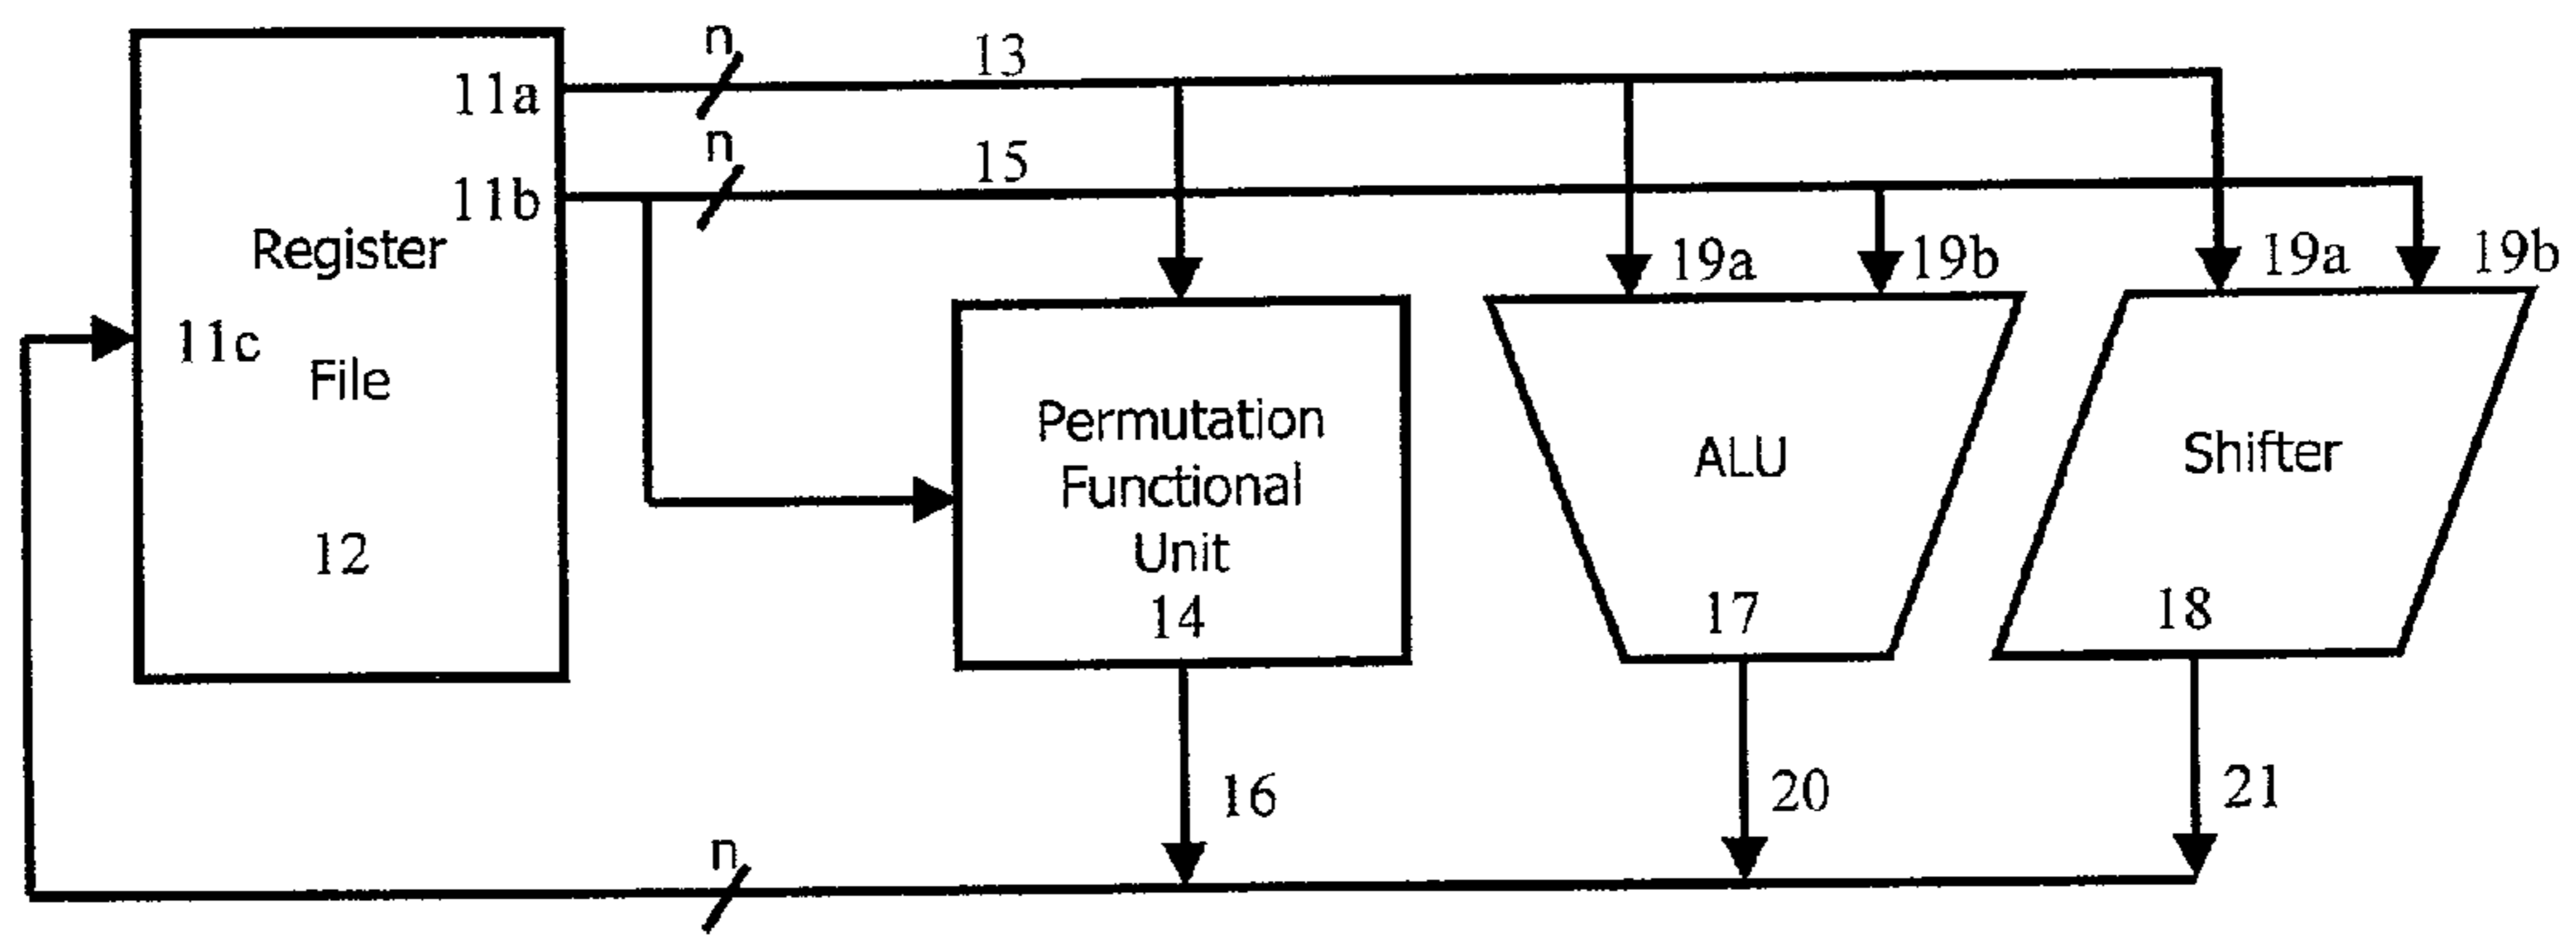 n
13
11a
n
15
11b
Register
11c
File
12
19a
19b
19a
19b
Permutation
Functional
Unit
14
ALU
17
Shifter
18
16
20
21
n